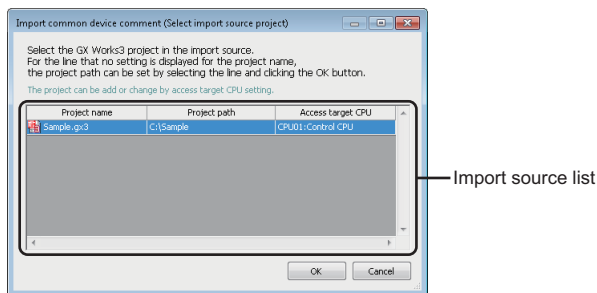 Import common device comment (Select import source project)
Select the GX Works3 project in the import source.
For the line that no setting is displayed for the project name,
the project path can be set by selecting the line and clicking the OK button.
The project can be add or change by access target CPU setting.
Project name Project path Access target CPU
Sample.gx3 C:\Sample CPU01:Control CPU
Import source list
OK Cancel